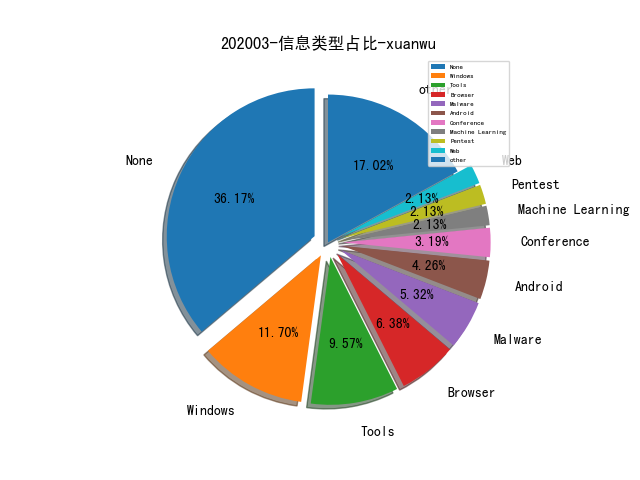 202003-信息类型占比-xuanwu
None
Windows
Tools
Browser
Malware
Android
Conference
Machine Learning
Pentest
Web
other
None
36.17%
Windows
11.70%
Tools
9.57%
Browser
6.38%
Malware
5.32%
Android
4.26%
Conference
3.19%
Machine Learning
2.13%
Pentest
2.13%
Web
2.13%
other
17.02%